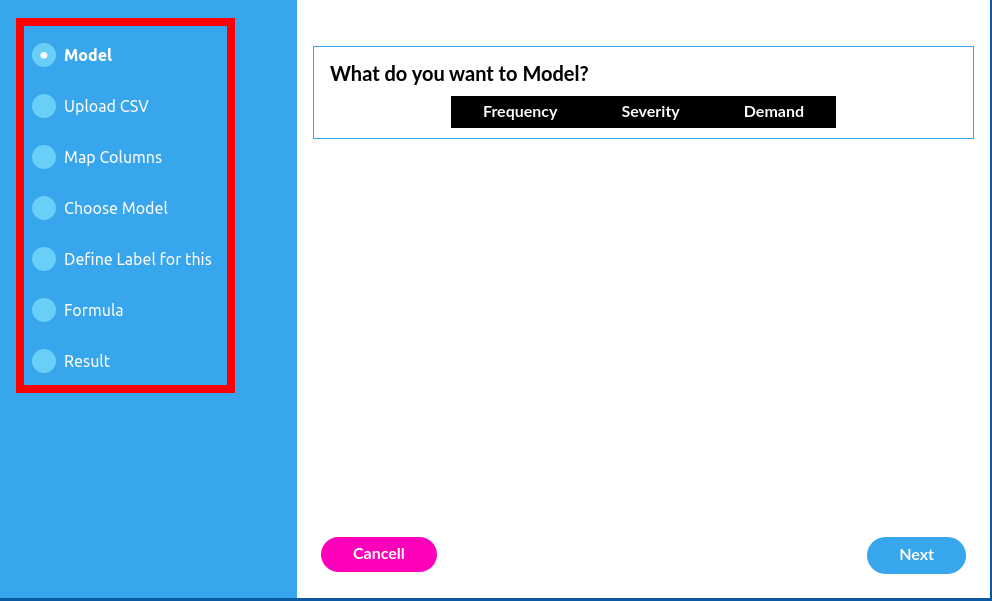 Model
Upload CSV
Map Columns
Choose Model
Define Label for this
Formula
Result
What do you want to Model?
Frequency Severity Demand
Cancell Next